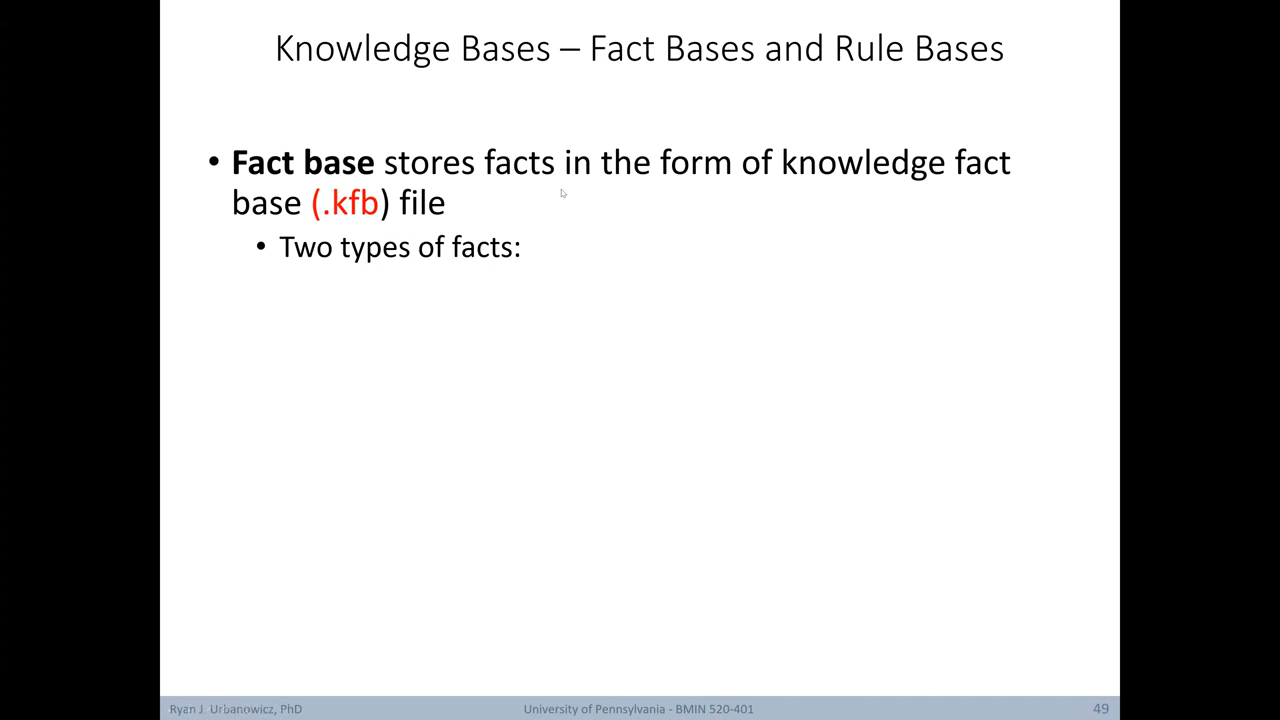 Knowledge Bases – Fact Bases and Rule Bases
• Fact base stores facts in the form of knowledge fact
base (.kfb) file
• Two types of facts:
Ryan J. Urbanowicz, PhD
University of Pennsylvania - BMIN 520-401
49